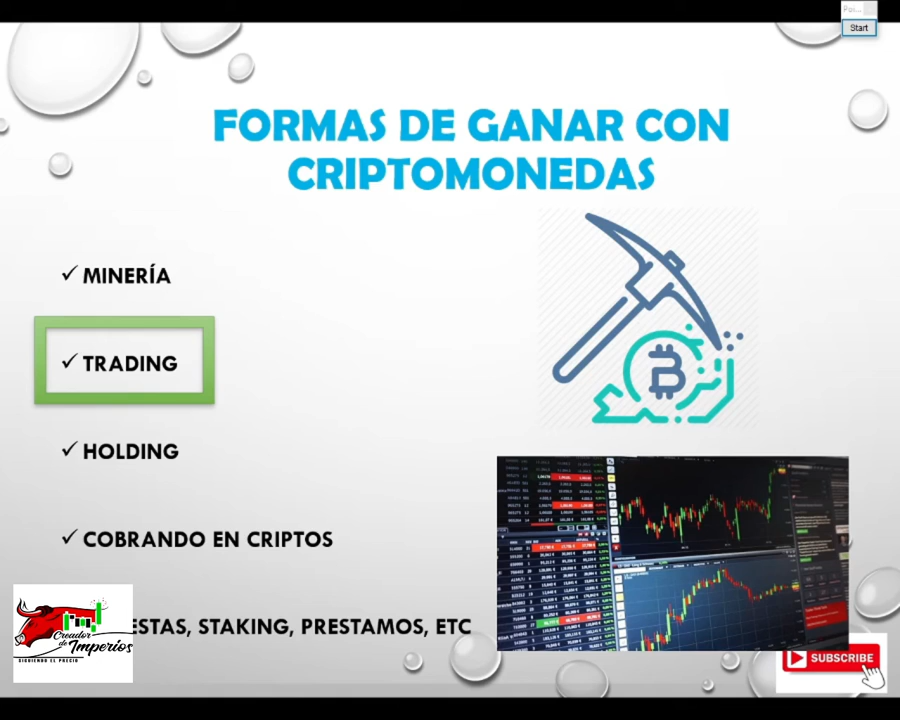 Start
FORMAS DE GANAR CON
CRIPTOMONEDAS
✓ MINERÍA
✓ TRADING
✓ HOLDING
✓ COBRANDO EN CRIPTOS
ESTAS, STAKING, PRESTAMOS, ETC
Creador
de Imperios
SIGUIENDO EL PRECIO
SUBSCRIBE